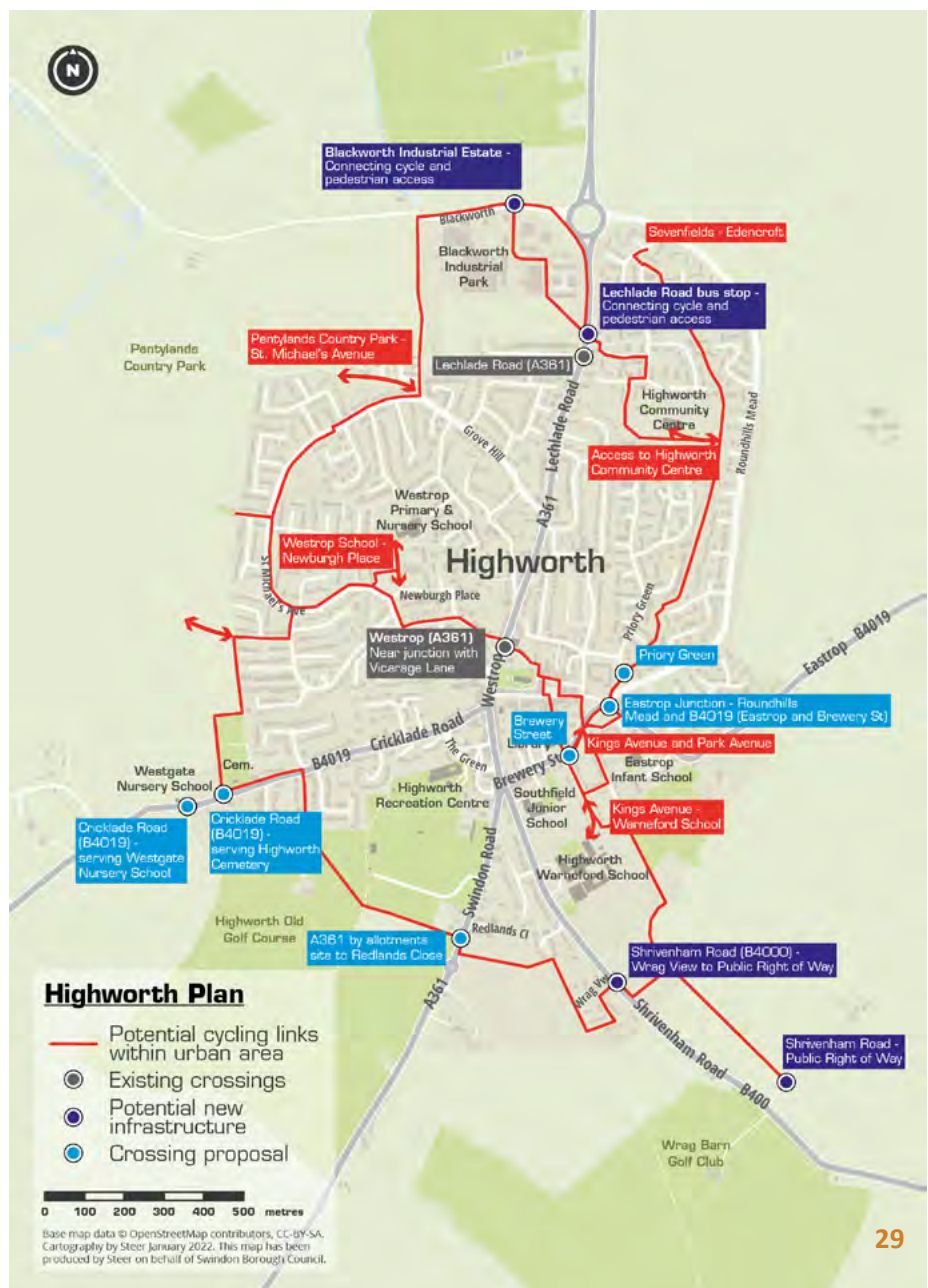 N
Blackworth Industrial Estate -
Connecting cycle and
pedestrian access
Blackworth
Blackworth
Industrial
Park
Sevenfields - Edencroft
Lechlade Road bus stop -
Connecting cycle and
pedestrian access
Pentylands
Country Park
Pentylands Country Park -
St. Michael's Avenue
Lechlade Road (A361)
Lechlade Road
A361
Highworth
Community
Centre
Access to Highworth
Community Centre
Roundhills Mead
Grove Hill
Westrop
Primary &
Nursery School
Highworth
Westrop School -
Newburgh Place
St Michael's Ave
Newburgh Place
Westrop (A361)
Near junction with
Vicarage Lane
Westrop
Priory Green
Priory Green
Eastrop B4019
Eastrop Junction - Roundhills
Mead and B4019 (Eastrop and Brewery St)
Brewery
Street
Library
Kings Avenue and Park Avenue
Brewery St
Eastrop
Infant School
B4019 Cricklade Road
The Green
Cem.
Westgate
Nursery School
Highworth
Recreation Centre
Southfield
Junior
School
Kings Avenue -
Warneford School
Cricklade Road
(B4019) -
serving Westgate
Nursery School
Cricklade Road
(B4019) -
serving Highworth
Cemetery
Swindon Road
Highworth
Warneford School
Highworth Old
Golf Course
A361 by allotments
site to Redlands Close
Redlands Cl
A361
Wrag Vw
Shrivenham Road (B4000) -
Wrag View to Public Right of Way
Shrivenham Road B400
Shrivenham Road -
Public Right of Way
Wrag Barn
Golf Club
Highworth Plan
Potential cycling links
within urban area
Existing crossings
Potential new
infrastructure
Crossing proposal
0 100 200 300 400 500 metres
Base map data © OpenStreetMap contributors, CC-BY-SA.
Cartography by Steer January 2022. This map has been
produced by Steer on behalf of Swindon Borough Council.
29